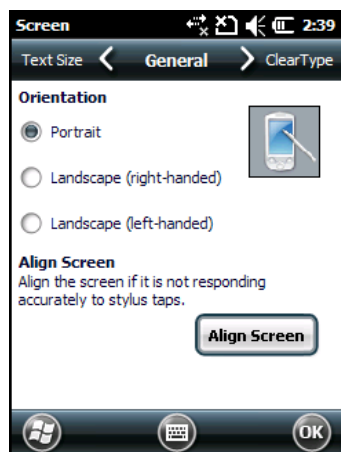 Screen 2:39
Text Size General ClearType
Orientation
Portrait
Landscape (right-handed)
Landscape (left-handed)
Align Screen
Align the screen if it is not responding
accurately to stylus taps.
Align Screen
OK